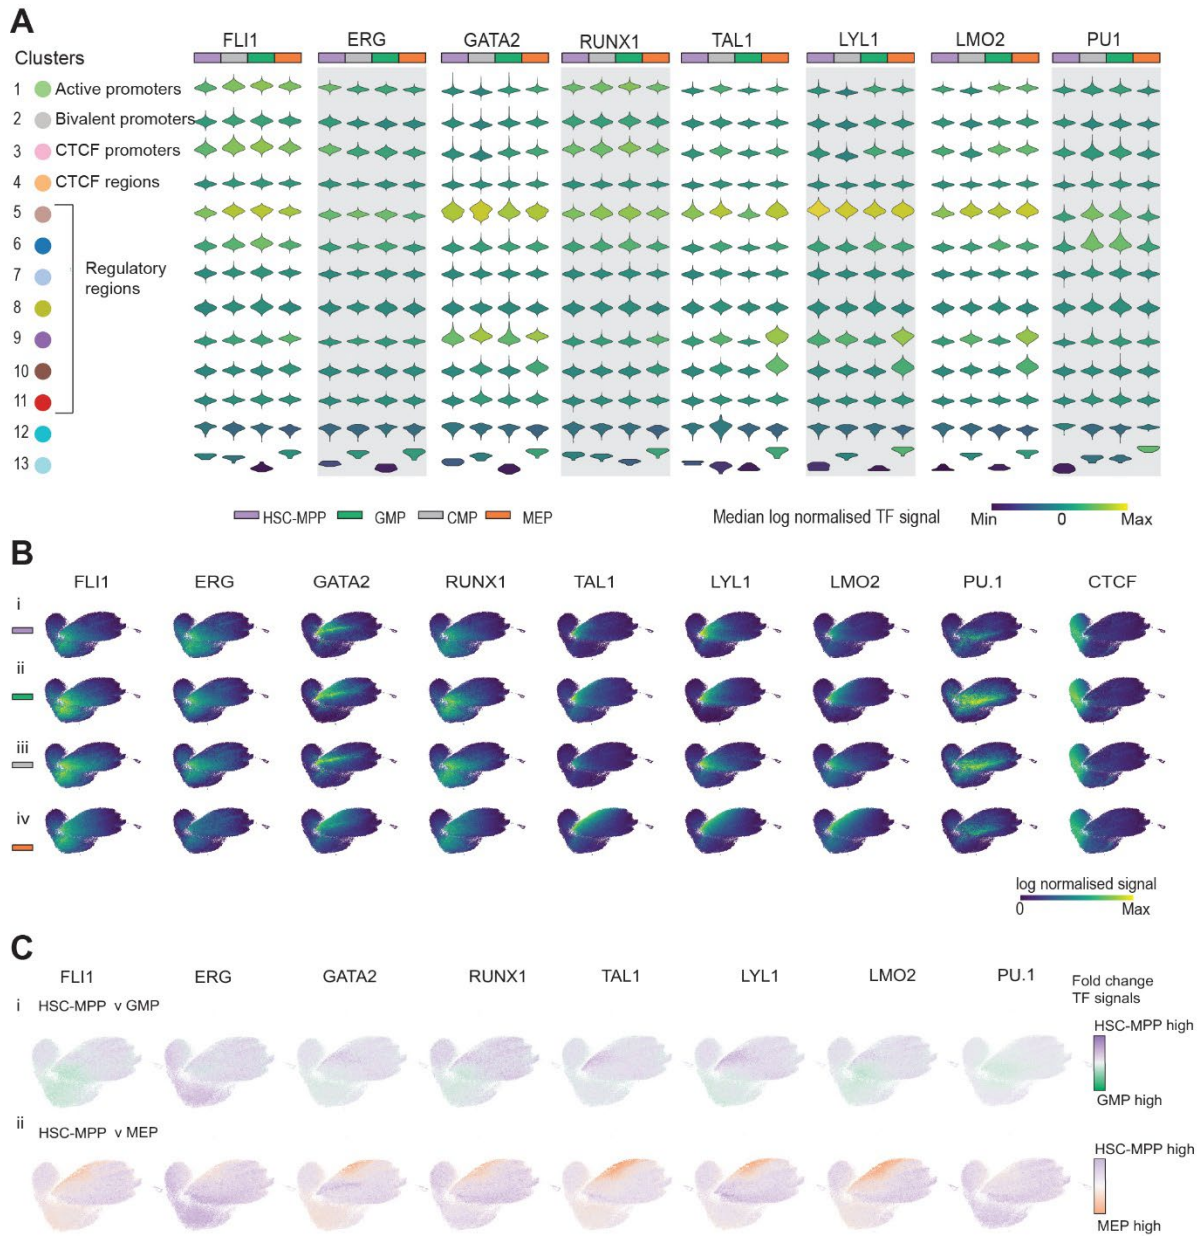 A
FLI1 ERG GATA2 RUNX1 TAL1 LYL1 LMO2 PU1
Clusters
1 Active promoters
2 Bivalent promoters
3 CTCF promoters
4 CTCF regions
5
6
Regulatory
regions
7
8
9
10
11
12
13
HSC-MPP GMP CMP MEP
Median log normalised TF signal Min 0 Max
B
FLI1 ERG GATA2 RUNX1 TAL1 LYL1 LMO2 PU.1 CTCF
i
ii
iii
iv
log normalised signal
0 Max
C
FLI1 ERG GATA2 RUNX1 TAL1 LYL1 LMO2 PU.1
Fold change
TF signals
i HSC-MPP v GMP
HSC-MPP high
GMP high
ii HSC-MPP v MEP
HSC-MPP high
MEP high